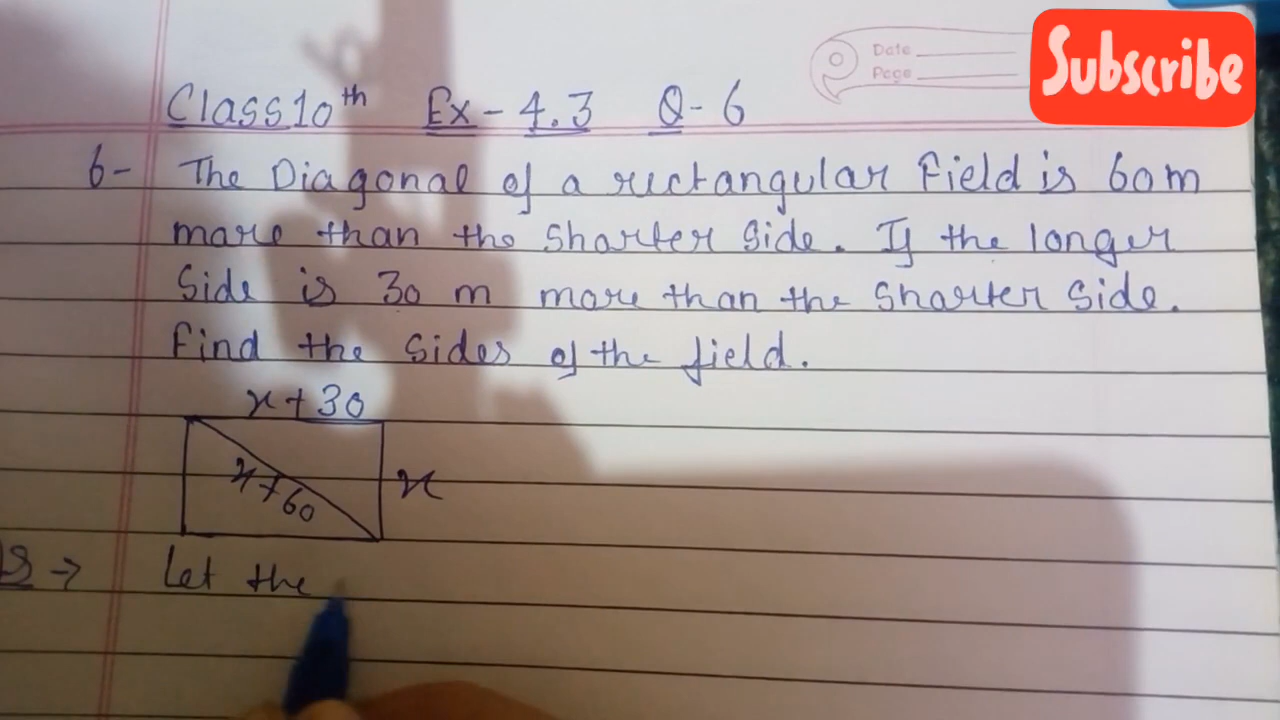 Date
Page
Subscribe
Class 10th Ex-4.3 Q-6
6- The Diagonal of a rectangular Field is 60m
more than the shorter side. If the longer
Side is 30 m more than the shorter side.
Find the sides of the field.
x+30
x+60
x
Let the